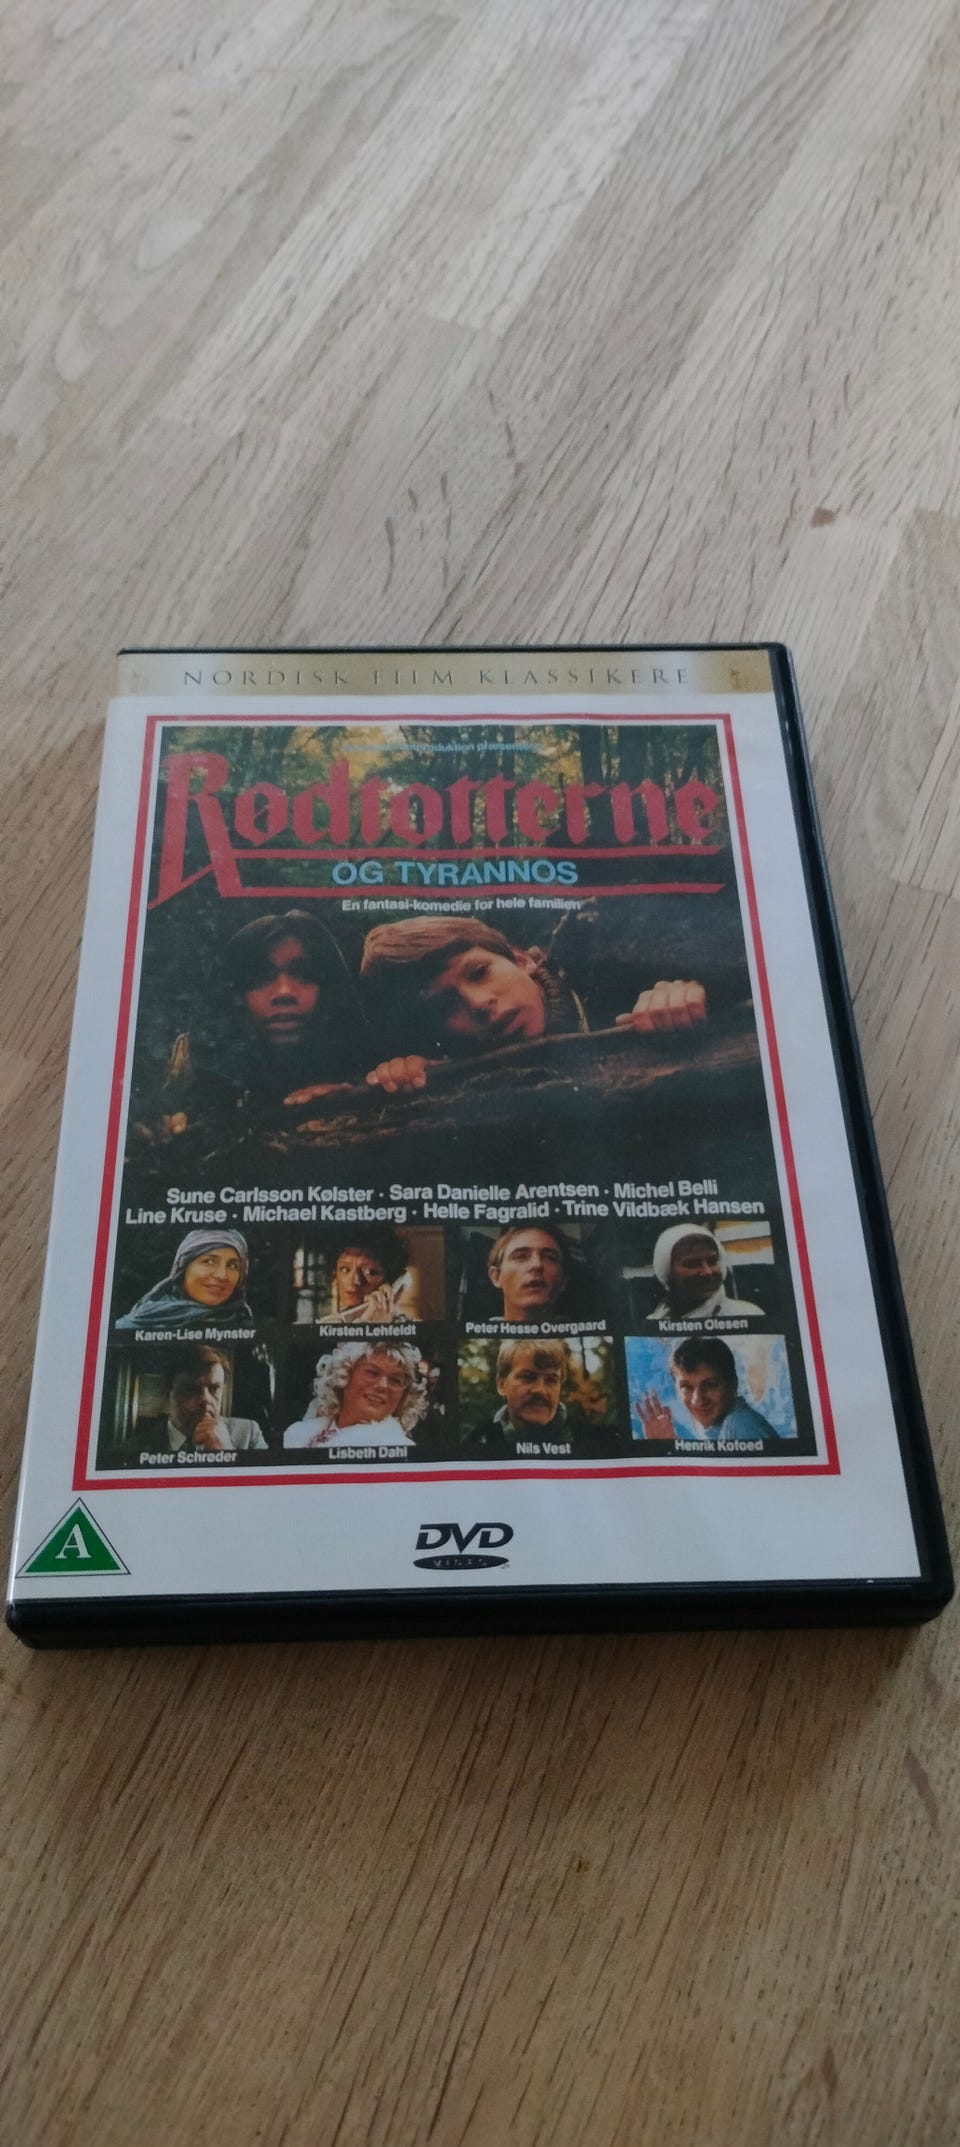 NORDISK FILM KLASSIKERE
Rødtotterne
OG TYRANNOS
En fantasi-komedie for hele familien
Sune Carlsson Kølster · Sara Danielle Arentsen · Michel Belli
Line Kruse · Michael Kastberg · Helle Fagralid · Trine Vildbæk Hansen
Karen-Lise Mynster Kirsten Lehfeldt Peter Hesse Overgaard Kirsten Olesen
Peter Schrøder Lisbeth Dahl Nils Vest Henrik Kofoed
A
DVD
VIDEO